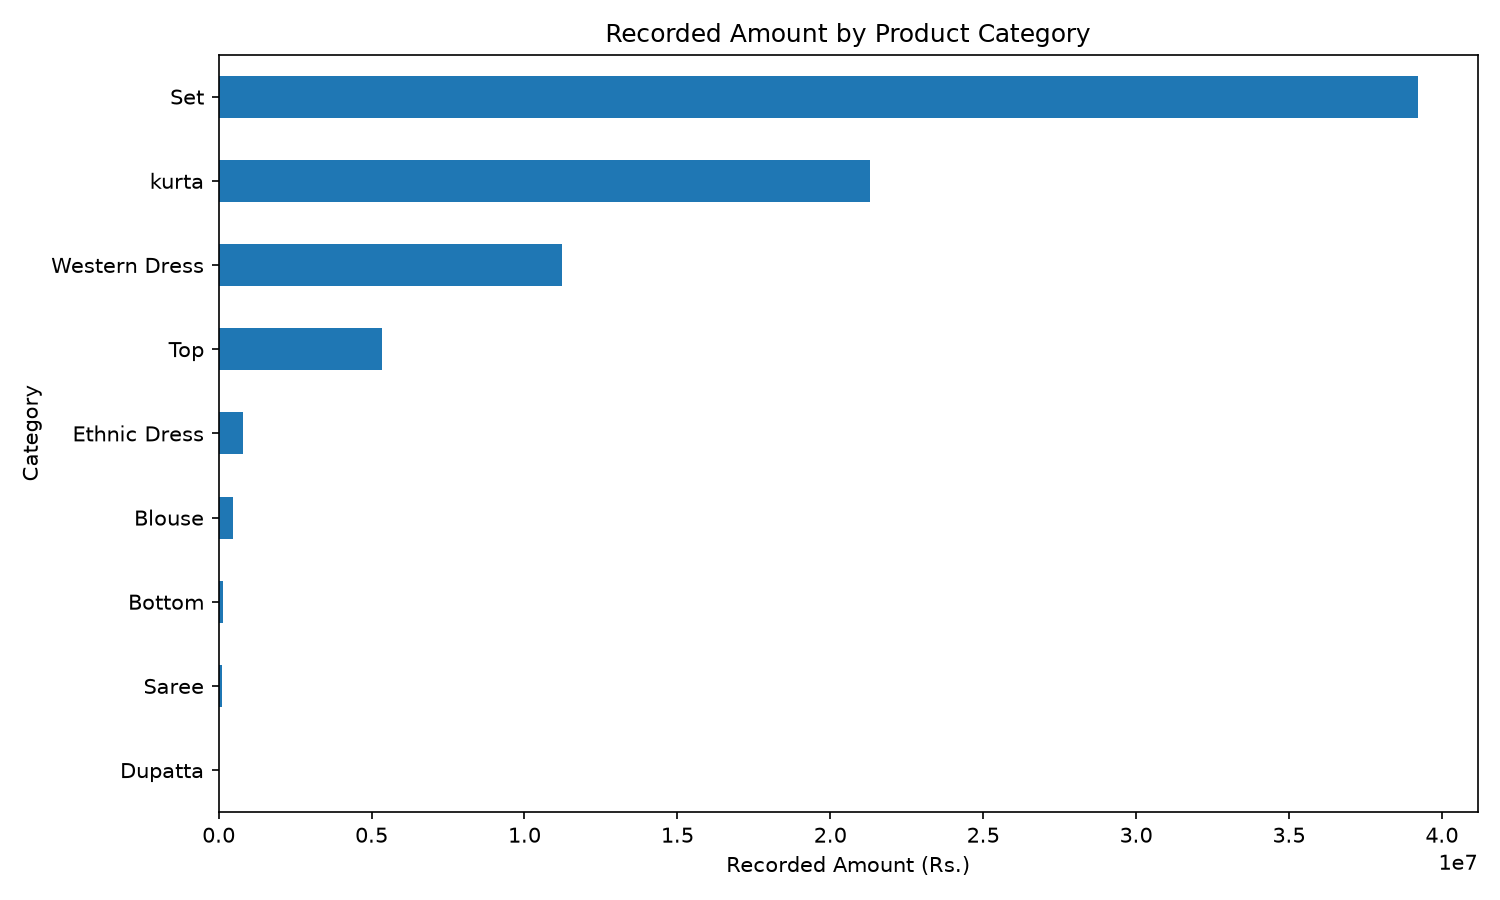 Recorded Amount by Product Category
Set
kurta
Western Dress
Top
Ethnic Dress
Blouse
Bottom
Saree
Dupatta
Category
0.0 0.5 1.0 1.5 2.0 2.5 3.0 3.5 4.0
1e7
Recorded Amount (Rs.)